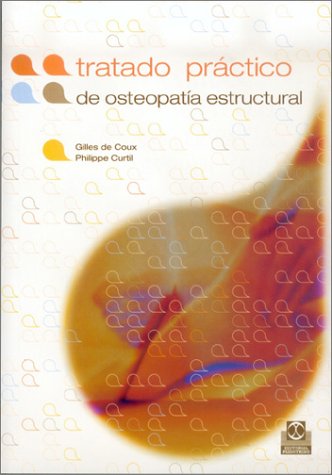 tratado práctico
de osteopatía estructural
Gilles de Coux
Philippe Curtil